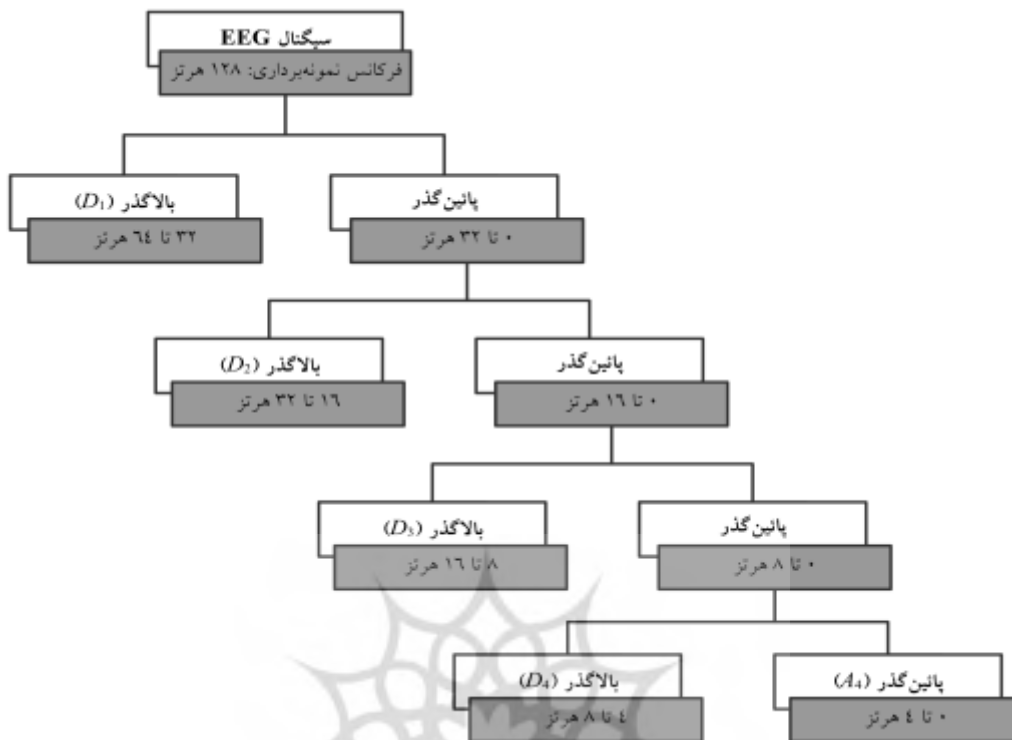 سیگنال EEG
فرکانس نمونه‌برداری: ۱۲۸ هرتز
بالاگذر (D1)
۳۲ تا ٦٤ هرتز
پائین‌گذر
۰ تا ۳۲ هرتز
بالاگذر (D2)
۱٦ تا ۳۲ هرتز
پائین‌گذر
۰ تا ۱٦ هرتز
بالاگذر (D3)
۸ تا ۱٦ هرتز
پائین‌گذر
۰ تا ۸ هرتز
بالاگذر (D4)
٤ تا ۸ هرتز
پائین‌گذر (A4)
۰ تا ٤ هرتز